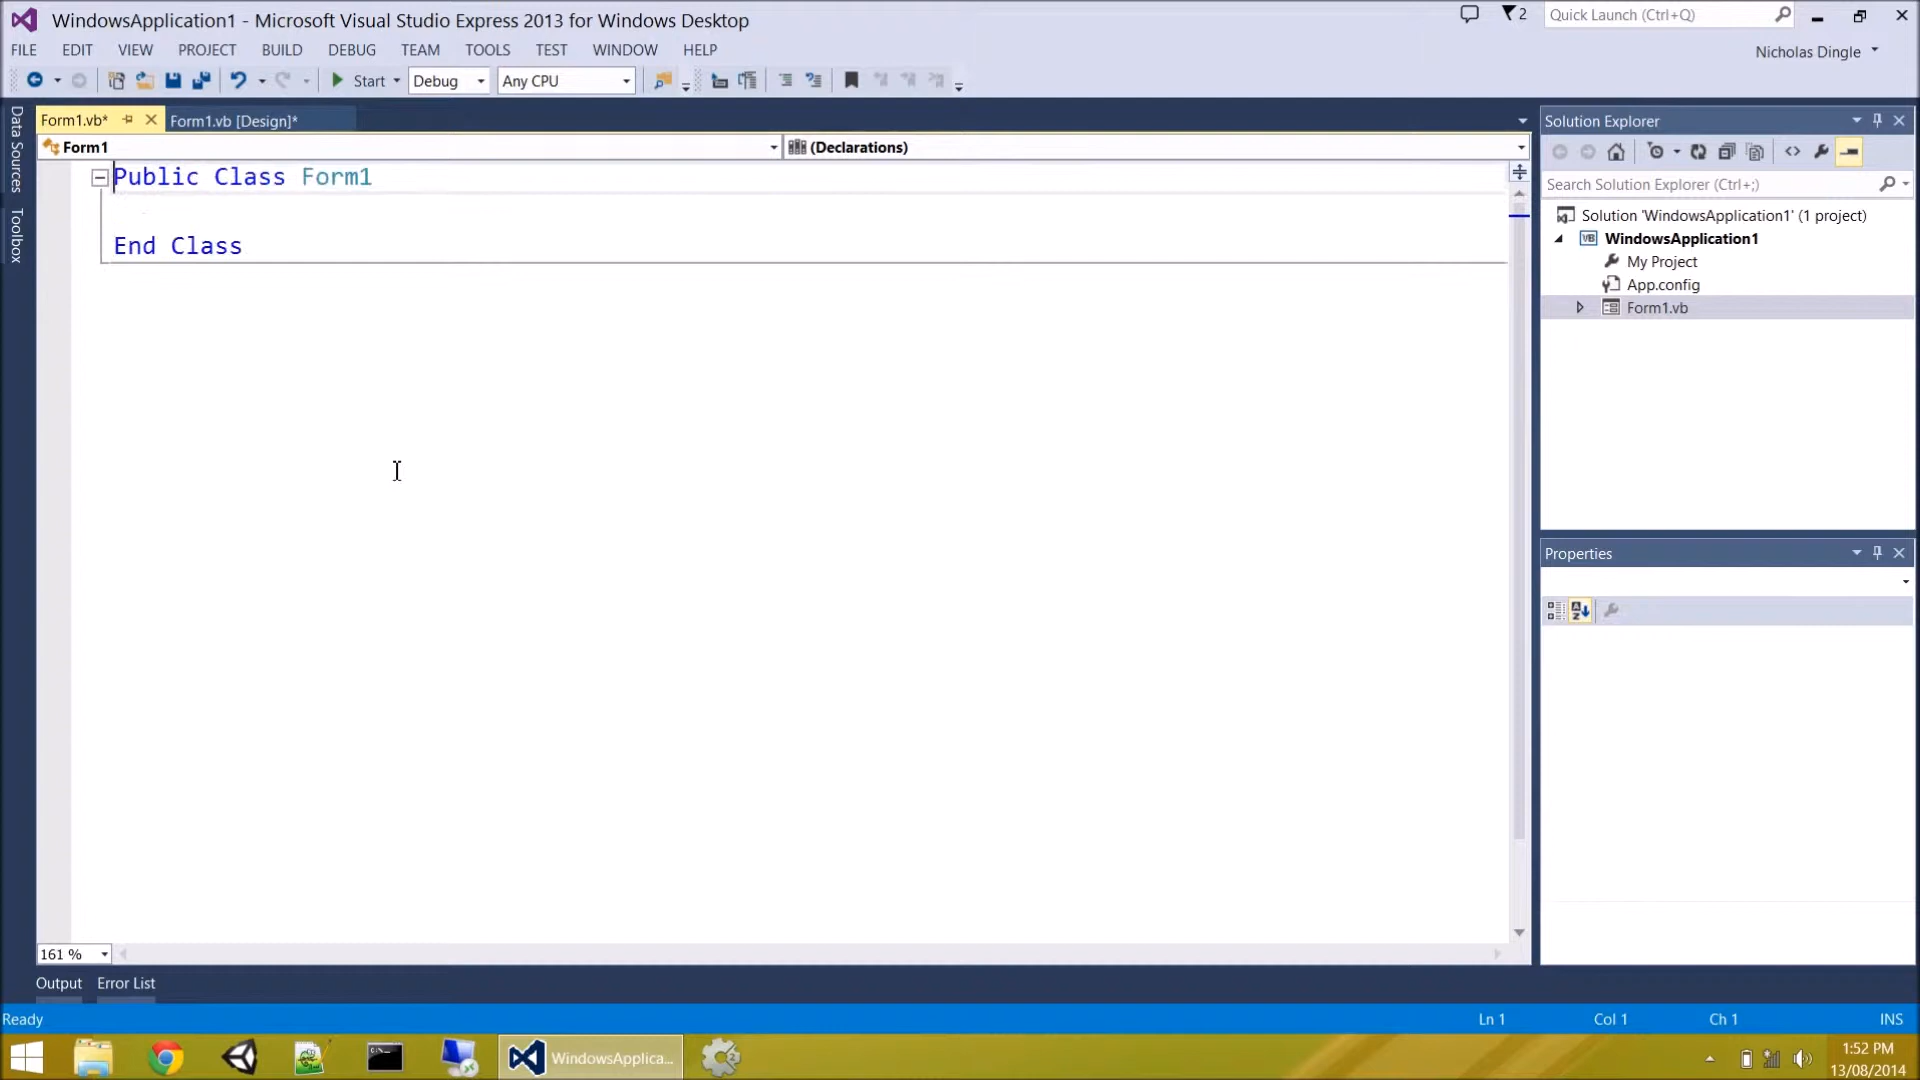 WindowsApplication1 - Microsoft Visual Studio Express 2013 for Windows Desktop
2
Quick Launch (Ctrl+Q)
FILE EDIT VIEW PROJECT BUILD DEBUG TEAM TOOLS TEST WINDOW HELP
Nicholas Dingle
Start Debug Any CPU
Data Sources
Toolbox
Form1.vb* Form1.vb [Design]*
Form1 (Declarations)
Public Class Form1
End Class
Solution Explorer
Search Solution Explorer (Ctrl+;)
Solution 'WindowsApplication1' (1 project)
WindowsApplication1
My Project
App.config
Form1.vb
Properties
161 %
Output Error List
Ready
Ln 1 Col 1 Ch 1 INS
WindowsApplica...
1:52 PM
13/08/2014